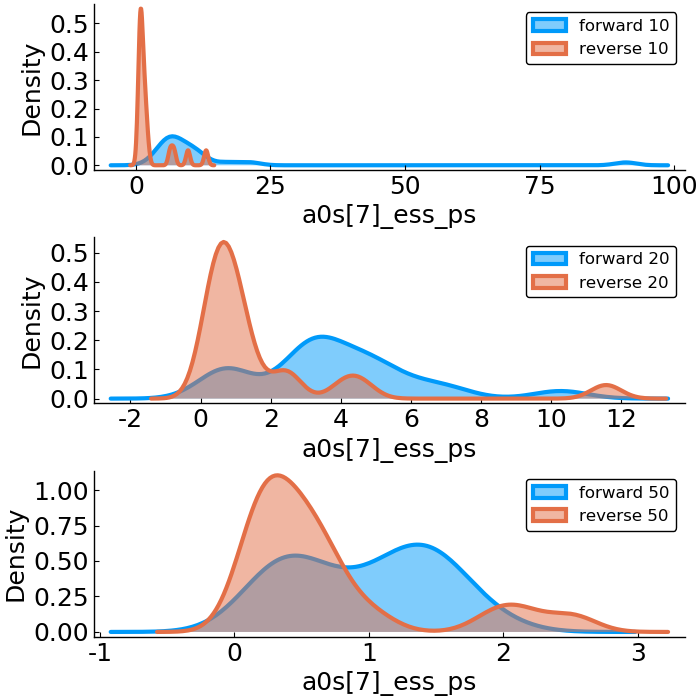 forward 10
reverse 10
Density
0.5
0.4
0.3
0.2
0.1
0.0
0 25 50 75 100
a0s[7]_ess_ps
forward 20
reverse 20
Density
0.5
0.4
0.3
0.2
0.1
0.0
-2 0 2 4 6 8 10 12
a0s[7]_ess_ps
forward 50
reverse 50
Density
1.00
0.75
0.50
0.25
0.00
-1 0 1 2 3
a0s[7]_ess_ps